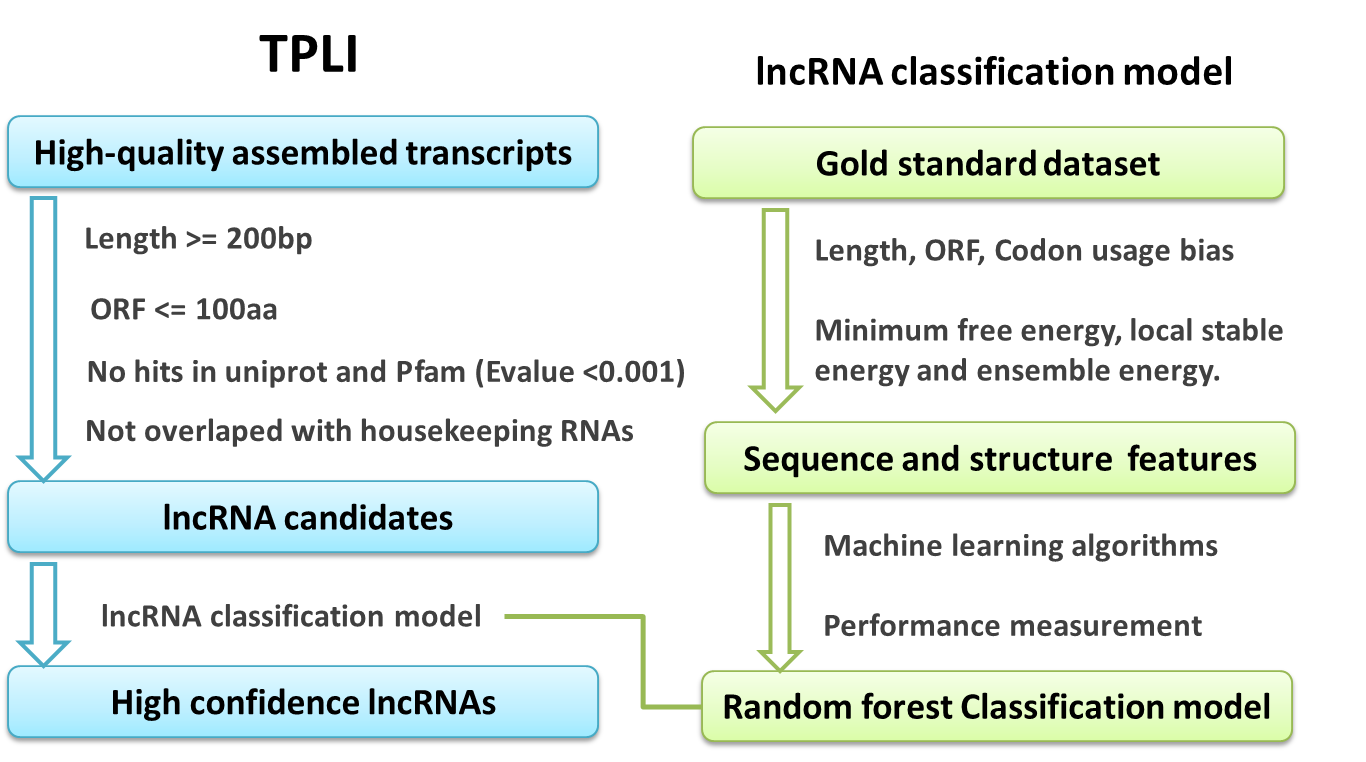 TPLI
High-quality assembled transcripts
Length >= 200bp
ORF <= 100aa
No hits in uniprot and Pfam (Evalue <0.001)
Not overlaped with housekeeping RNAs
lncRNA candidates
lncRNA classification model
High confidence lncRNAs
lncRNA classification model
Gold standard dataset
Length, ORF, Codon usage bias
Minimum free energy, local stable
energy and ensemble energy.
Sequence and structure features
Machine learning algorithms
Performance measurement
Random forest Classification model